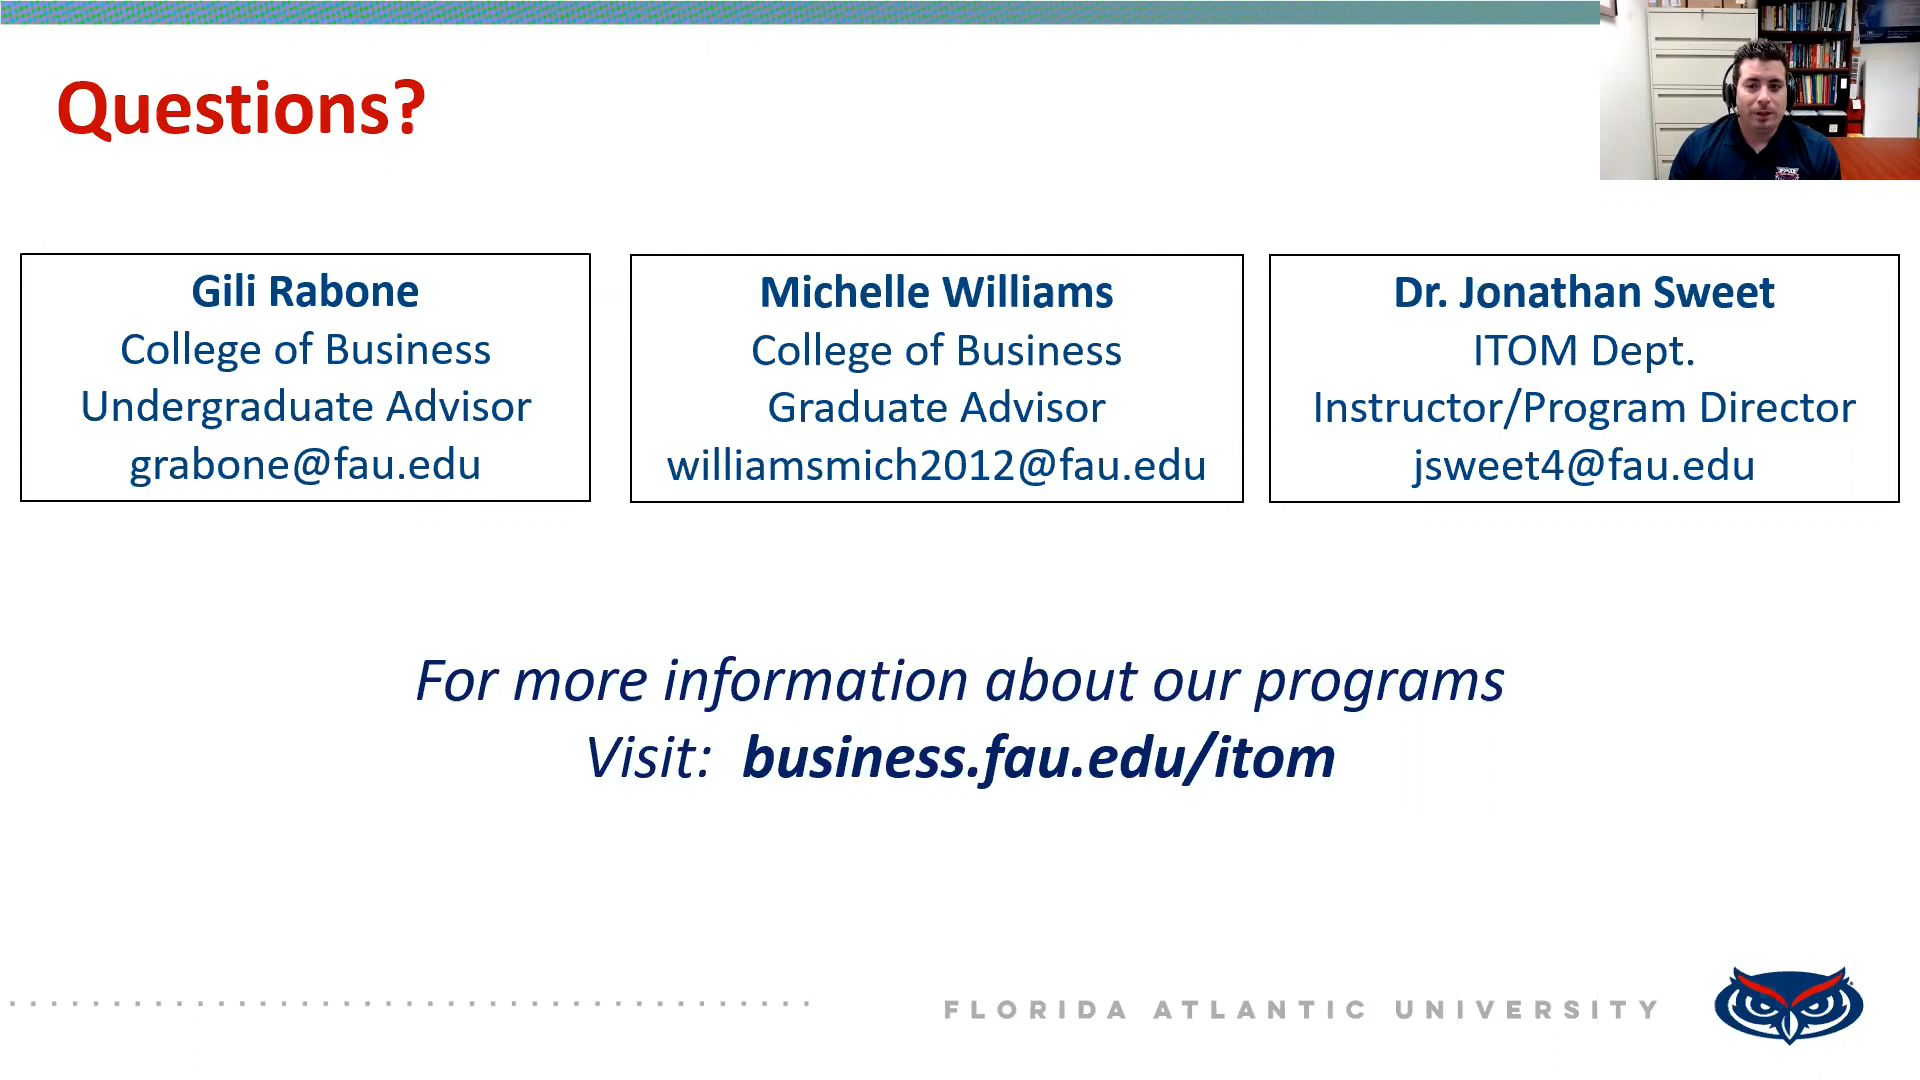 Questions?
Gili Rabone
College of Business
Undergraduate Advisor
grabone@fau.edu
Michelle Williams
College of Business
Graduate Advisor
williamsmich2012@fau.edu
Dr. Jonathan Sweet
ITOM Dept.
Instructor/Program Director
jsweet4@fau.edu
For more information about our programs
Visit: business.fau.edu/itom
FLORIDA ATLANTIC UNIVERSITY
FAU